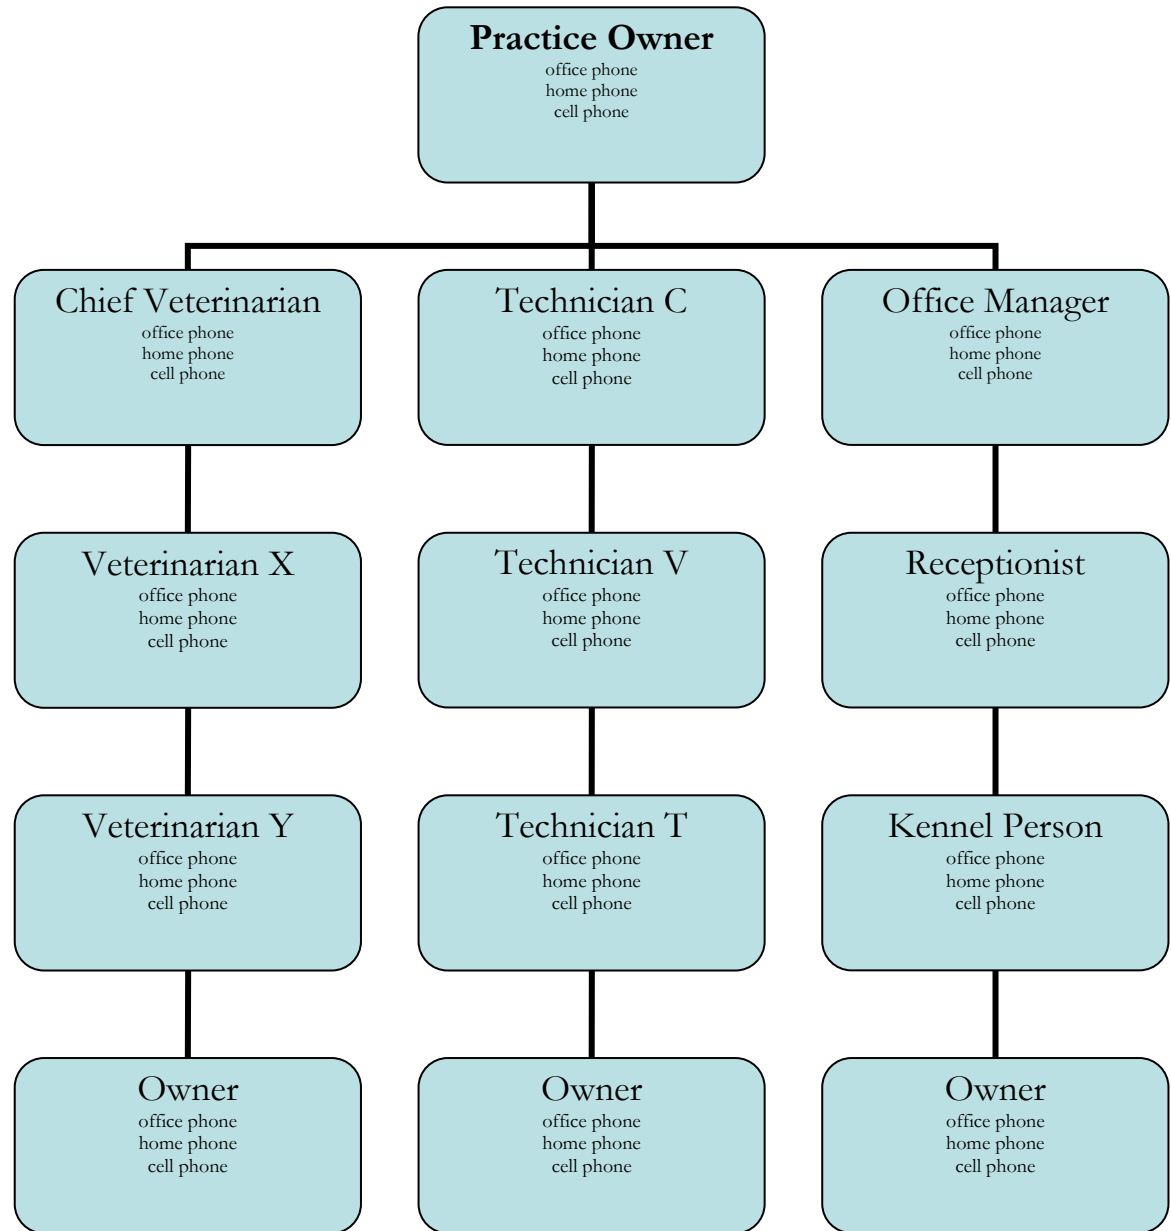 Practice Owner
office phone
home phone
cell phone
Chief Veterinarian
office phone
home phone
cell phone
Technician C
office phone
home phone
cell phone
Office Manager
office phone
home phone
cell phone
Veterinarian X
office phone
home phone
cell phone
Technician V
office phone
home phone
cell phone
Receptionist
office phone
home phone
cell phone
Veterinarian Y
office phone
home phone
cell phone
Technician T
office phone
home phone
cell phone
Kennel Person
office phone
home phone
cell phone
Owner
office phone
home phone
cell phone
Owner
office phone
home phone
cell phone
Owner
office phone
home phone
cell phone